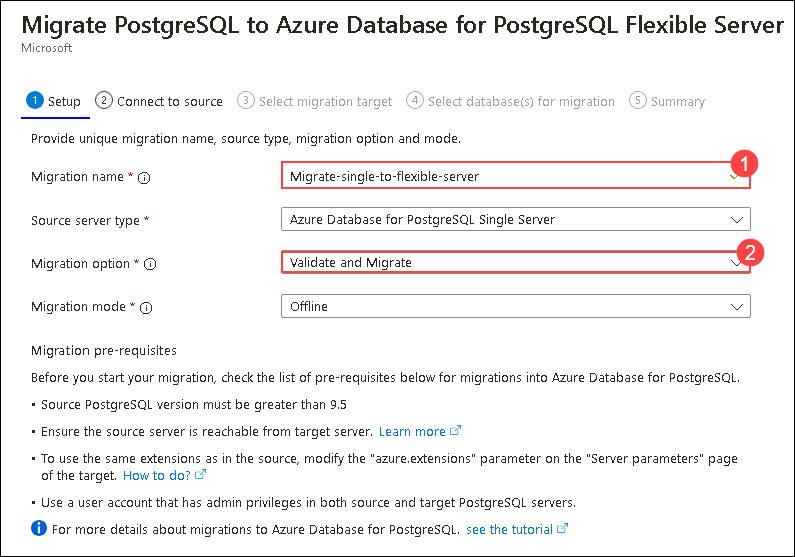 Migrate PostgreSQL to Azure Database for PostgreSQL Flexible Server
Microsoft
1 Setup 2 Connect to source 3 Select migration target 4 Select database(s) for migration 5 Summary
Provide unique migration name, source type, migration option and mode.
Migration name * Migrate-single-to-flexible-server 1
Source server type * Azure Database for PostgreSQL Single Server
Migration option * Validate and Migrate 2
Migration mode * Offline
Migration pre-requisites
Before you start your migration, check the list of pre-requisites below for migrations into Azure Database for PostgreSQL.
• Source PostgreSQL version must be greater than 9.5
• Ensure the source server is reachable from target server. Learn more
• To use the same extensions as in the source, modify the "azure.extensions" parameter on the "Server parameters" page
of the target. How to do?
• Use a user account that has admin privileges in both source and target PostgreSQL servers.
For more details about migrations to Azure Database for PostgreSQL. see the tutorial